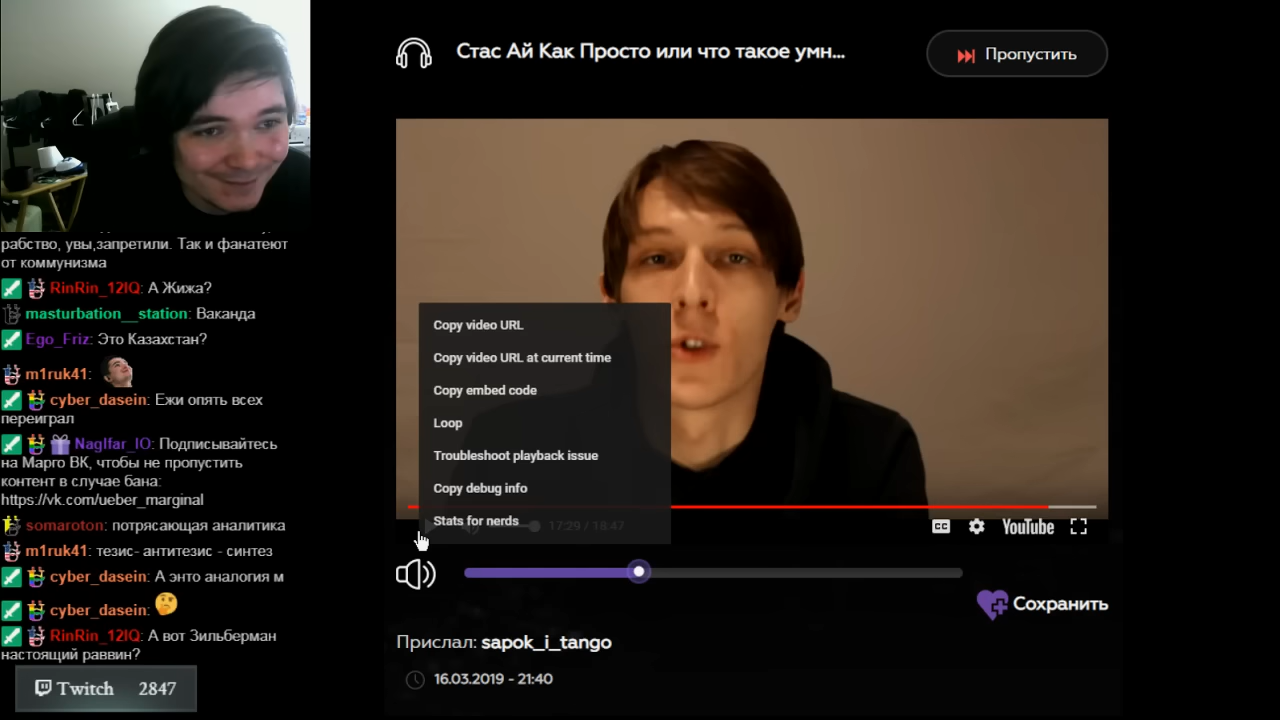 Стас Ай Как Просто или что такое умн...
Пропустить
рабство, увы,запретили. Так и фанатеют
от коммунизма
RinRin_12IQ: А Жижа?
masturbation__station: Ваканда
Ego_Friz: Это Казахстан?
m1ruk41:
cyber_dasein: Ежи опять всех
переиграл
Naglfar_IO: Подписывайтесь
на Марго ВК, чтобы не пропустить
контент в случае бана:
https://vk.com/ueber_marginal
somaroton: потрясающая аналитика
m1ruk41: тезис- антитезис - синтез
cyber_dasein: А энто аналогия м
cyber_dasein:
RinRin_12IQ: А вот Зильберман
настоящий раввин?
Twitch 2847
Copy video URL
Copy video URL at current time
Copy embed code
Loop
Troubleshoot playback issue
Copy debug info
Stats for nerds
17:29 / 18:47
CC
YouTube
Сохранить
Прислал: sapok_i_tango
16.03.2019 - 21:40